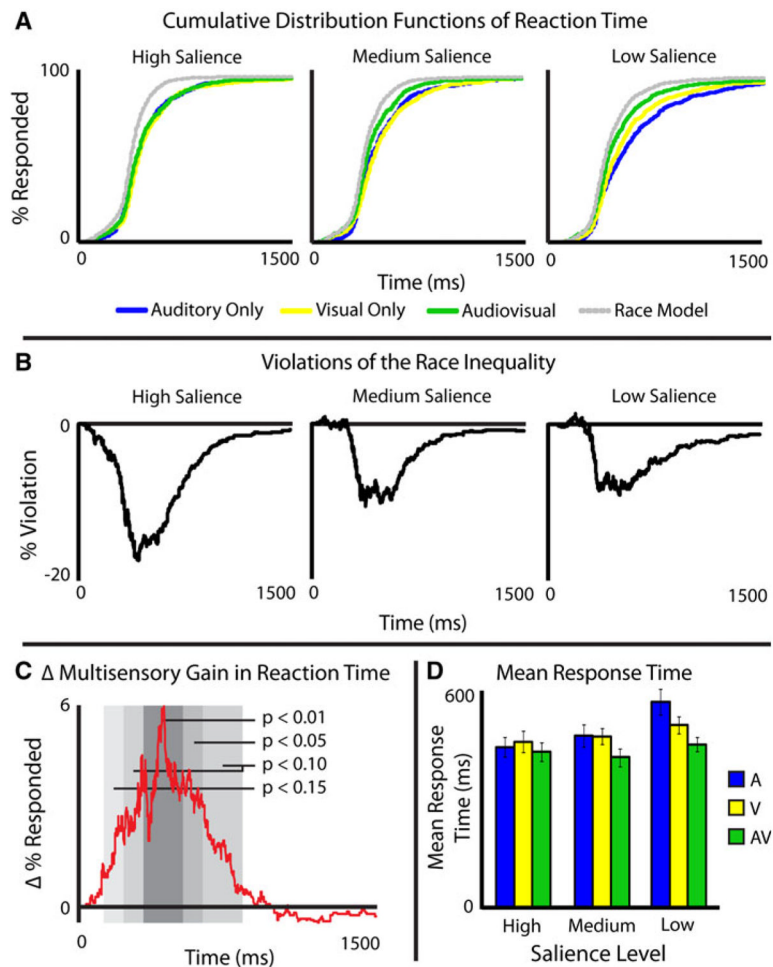 A Cumulative Distribution Functions of Reaction Time
High Salience Medium Salience Low Salience
100
% Responded
0
0 1500 0 1500 0 1500
Time (ms)
Auditory Only Visual Only Audiovisual Race Model
B Violations of the Race Inequality
High Salience Medium Salience Low Salience
0
% Violation
-20
0 1500 0 1500 0 1500
Time (ms)
C Δ Multisensory Gain in Reaction Time
6
p < 0.01
p < 0.05
p < 0.10
p < 0.15
Δ % Responded
0
0 1500
Time (ms)
D Mean Response Time
600
Mean Response
Time (ms)
0
A
V
AV
High Medium Low
Salience Level